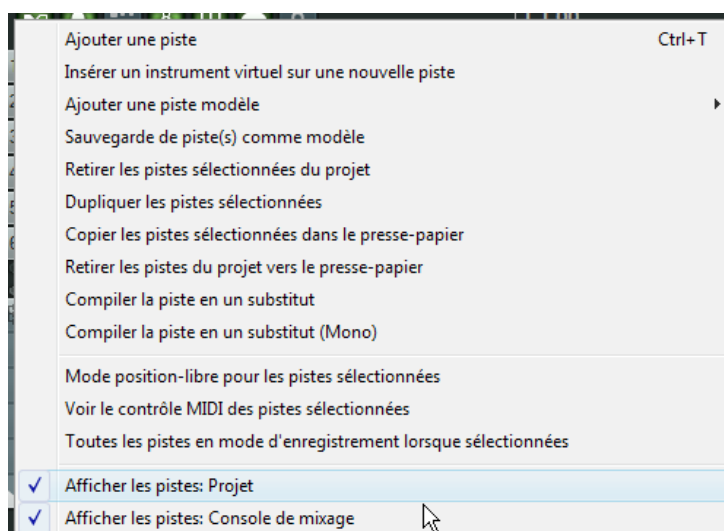 Ajouter une piste Ctrl+T
Insérer un instrument virtuel sur une nouvelle piste
Ajouter une piste modèle
Sauvegarde de piste(s) comme modèle
Retirer les pistes sélectionnées du projet
Dupliquer les pistes sélectionnées
Copier les pistes sélectionnées dans le presse-papier
Retirer les pistes du projet vers le presse-papier
Compiler la piste en un substitut
Compiler la piste en un substitut (Mono)
Mode position-libre pour les pistes sélectionnées
Voir le contrôle MIDI des pistes sélectionnées
Toutes les pistes en mode d'enregistrement lorsque sélectionnées
Afficher les pistes: Projet
Afficher les pistes: Console de mixage